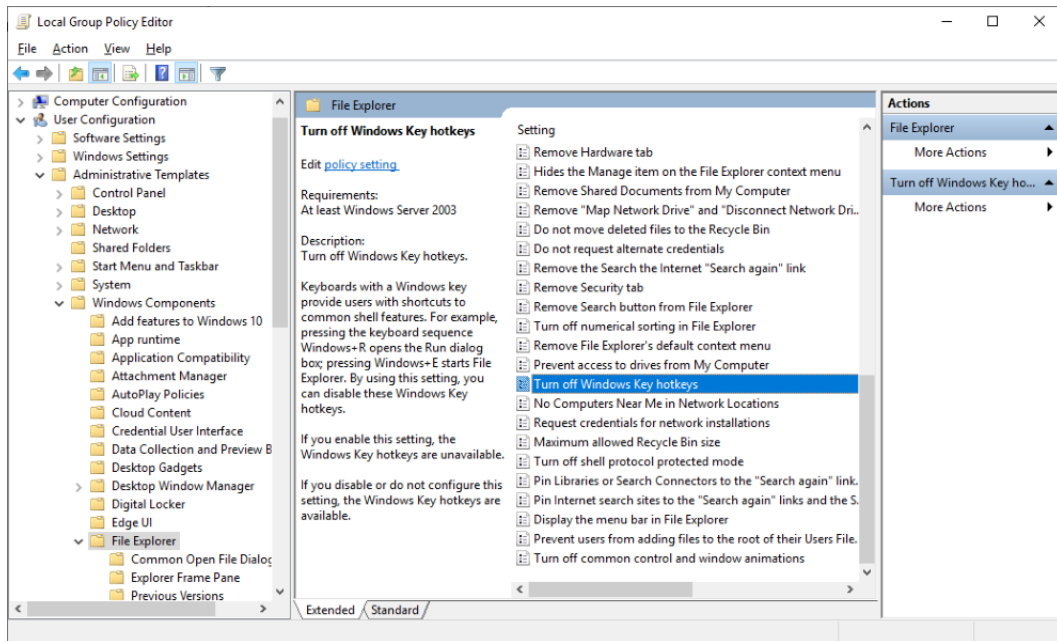 Local Group Policy Editor
File Action View Help
Computer Configuration
User Configuration
Software Settings
Windows Settings
Administrative Templates
Control Panel
Desktop
Network
Shared Folders
Start Menu and Taskbar
System
Windows Components
Add features to Windows 10
App runtime
Application Compatibility
Attachment Manager
AutoPlay Policies
Cloud Content
Credential User Interface
Data Collection and Preview B
Desktop Gadgets
Desktop Window Manager
Digital Locker
Edge UI
File Explorer
Common Open File Dialog
Explorer Frame Pane
Previous Versions
File Explorer
Turn off Windows Key hotkeys
Edit policy setting
Requirements:
At least Windows Server 2003
Description:
Turn off Windows Key hotkeys.
Keyboards with a Windows key
provide users with shortcuts to
common shell features. For example,
pressing the keyboard sequence
Windows+R opens the Run dialog
box; pressing Windows+E starts File
Explorer. By using this setting, you
can disable these Windows Key
hotkeys.
If you enable this setting, the
Windows Key hotkeys are unavailable.
If you disable or do not configure this
setting, the Windows Key hotkeys are
available.
Setting
Remove Hardware tab
Hides the Manage item on the File Explorer context menu
Remove Shared Documents from My Computer
Remove "Map Network Drive" and "Disconnect Network Dri..
Do not move deleted files to the Recycle Bin
Do not request alternate credentials
Remove the Search the Internet "Search again" link
Remove Security tab
Remove Search button from File Explorer
Turn off numerical sorting in File Explorer
Remove File Explorer's default context menu
Prevent access to drives from My Computer
Turn off Windows Key hotkeys
No Computers Near Me in Network Locations
Request credentials for network installations
Maximum allowed Recycle Bin size
Turn off shell protocol protected mode
Pin Libraries or Search Connectors to the "Search again" link.
Pin Internet search sites to the "Search again" links and the S.
Display the menu bar in File Explorer
Prevent users from adding files to the root of their Users File.
Turn off common control and window animations
Extended Standard
Actions
File Explorer
More Actions
Turn off Windows Key ho...
More Actions